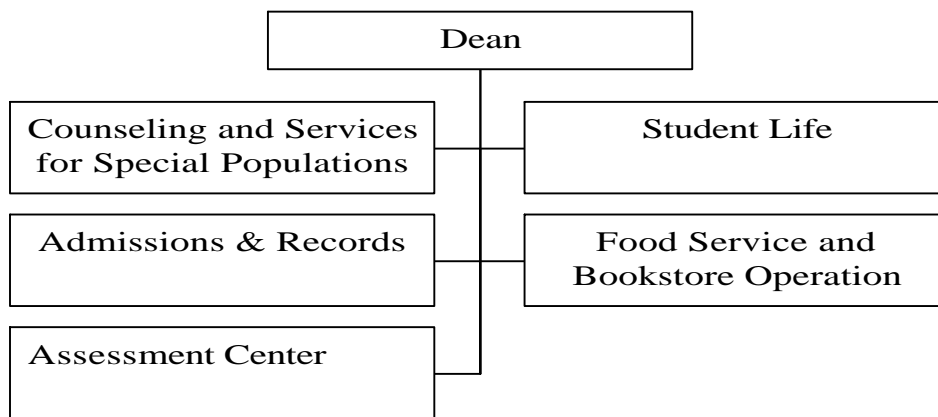 Dean
Counseling and Services
for Special Populations
Student Life
Admissions & Records
Food Service and
Bookstore Operation
Assessment Center